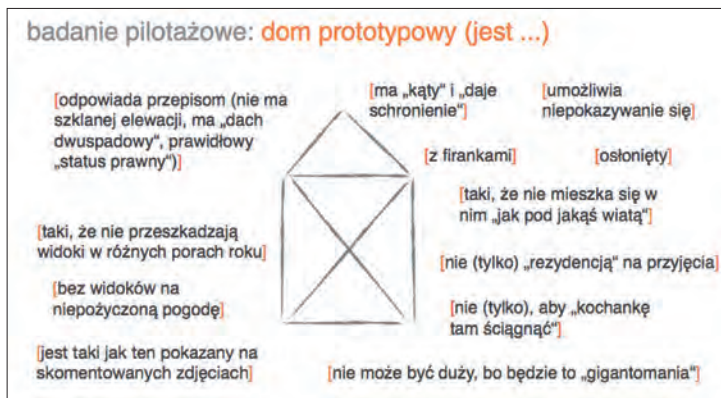 badanie pilotażowe: dom prototypowy (jest ...)
[odpowiada przepisom (nie ma
szklanej elewacji, ma „dach
dwuspadowy“, prawidłowy
„status prawny“)]
[ma „kąty“ i „daje
schronienie“]
[umożliwia
niepokazywanie się]
[z firankami]
[osłonięty]
[taki, że nie mieszka się w
nim „jak pod jakąś wiatą“]
[taki, że nie przeszkadzają
widoki w różnych porach roku]
[nie (tylko) „rezydencją“ na przyjęcia]
[bez widoków na
niepożyczoną pogodę]
[nie (tylko), aby „kochankę
tam ściągnąć“]
[jest taki jak ten pokazany na
skomentowanych zdjęciach]
[nie może być duży, bo będzie to „gigantomania“]